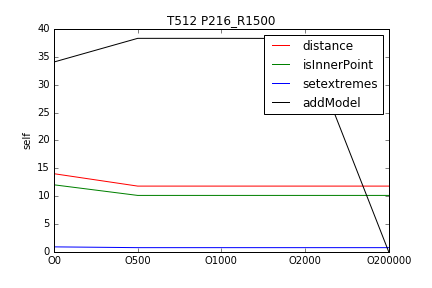 T512 P216_R1500
40
35
30
25
20
15
10
5
0
self
distance
isInnerPoint
setextremes
addModel
O0 O500 O1000 O2000 O200000